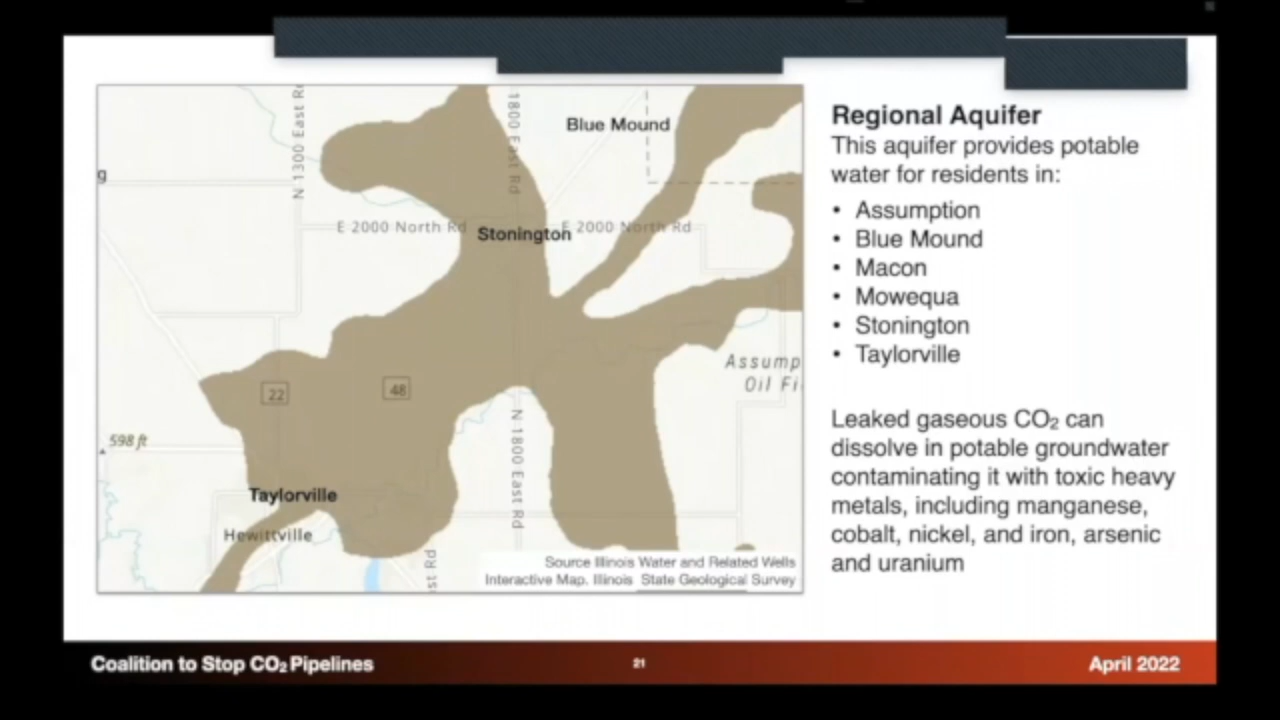 N 1300 East R
1800 East Rd
Blue Mound
g
E 2000 North Rd
Stonington
E 2000 North Rd
Assump
Oil Fi
22
48
598 ft
N 1800 East Rd
Taylorville
Hewittville
st Rd
Source Illinois Water and Related Wells
Interactive Map. Illinois State Geological Survey
Regional Aquifer
This aquifer provides potable
water for residents in:
• Assumption
• Blue Mound
• Macon
• Mowequa
• Stonington
• Taylorville
Leaked gaseous CO₂ can
dissolve in potable groundwater
contaminating it with toxic heavy
metals, including manganese,
cobalt, nickel, and iron, arsenic
and uranium
Coalition to Stop CO₂ Pipelines
21
April 2022